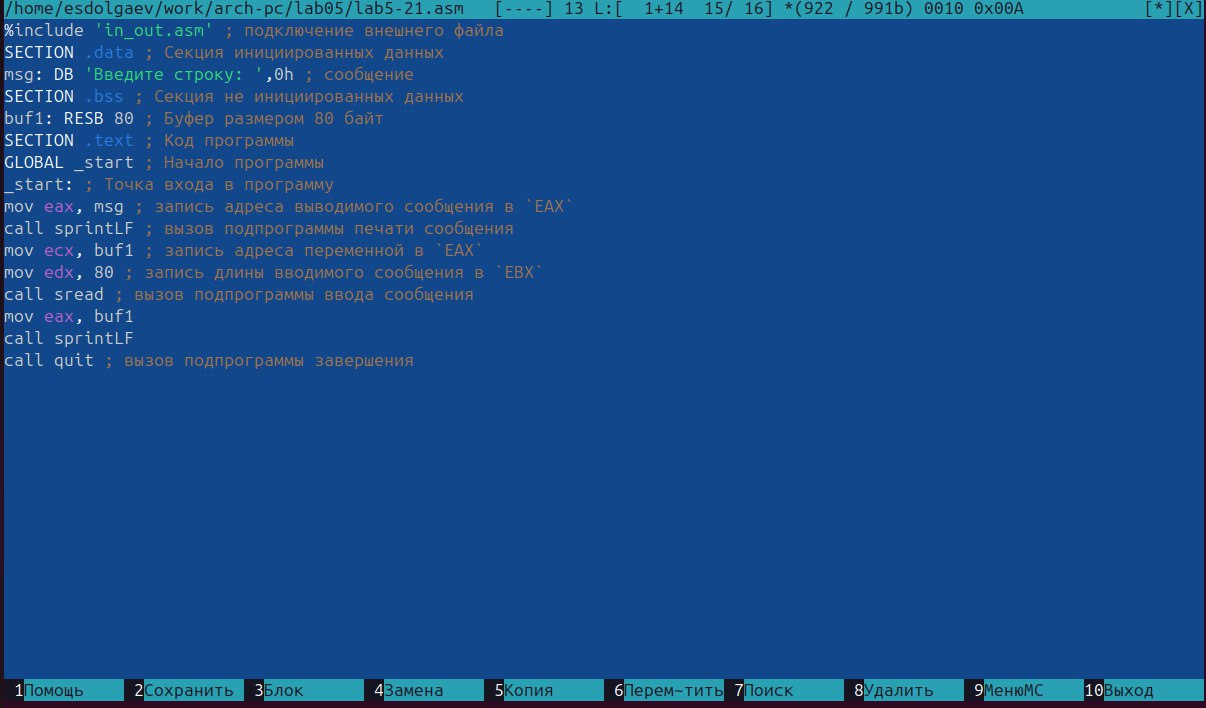 /home/esdolgaev/work/arch-pc/lab05/lab5-21.asm [----] 13 L:[ 1+14 15/ 16] *(922 / 991b) 0010 0x00A [*][X]
%include 'in_out.asm' ; подключение внешнего файла
SECTION .data ; Секция инициированных данных
msg: DB 'Введите строку: ',0h ; сообщение
SECTION .bss ; Секция не инициированных данных
buf1: RESB 80 ; Буфер размером 80 байт
SECTION .text ; Код программы
GLOBAL _start ; Начало программы
_start: ; Точка входа в программу
mov eax, msg ; запись адреса выводимого сообщения в `EAX`
call sprintLF ; вызов подпрограммы печати сообщения
mov ecx, buf1 ; запись адреса переменной в `EAX`
mov edx, 80 ; запись длины вводимого сообщения в `EBX`
call sread ; вызов подпрограммы ввода сообщения
mov eax, buf1
call sprintLF
call quit ; вызов подпрограммы завершения
1Помощь 2Сохранить 3Блок 4Замена 5Копия 6Перем~тить 7Поиск 8Удалить 9МенюMC 10Выход